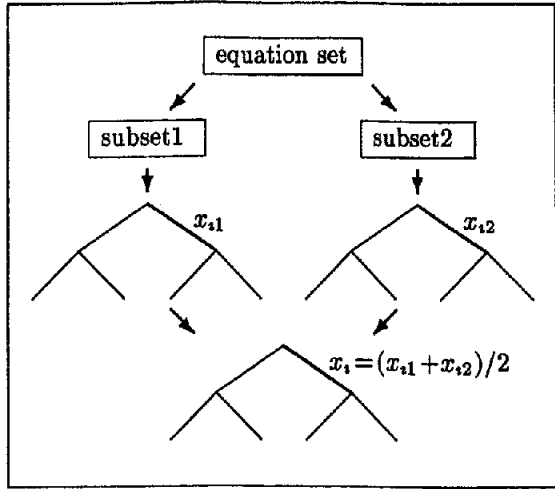 equation set
subset1
subset2
x_{i1}
x_{i2}
x_i=(x_{i1}+x_{i2})/2